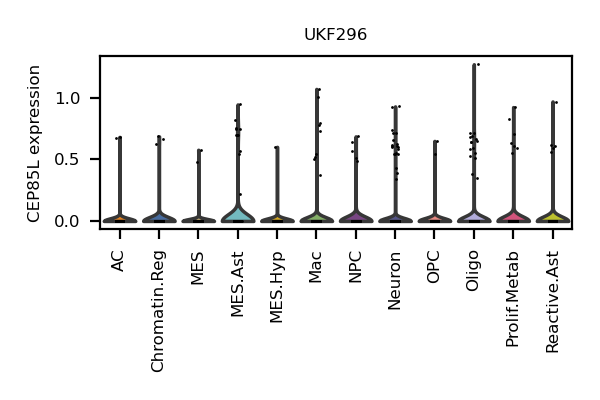 UKF296
CEP85L expression
1.0
0.5
0.0
AC
Chromatin.Reg
MES
MES.Ast
MES.Hyp
Mac
NPC
Neuron
OPC
Oligo
Prolif.Metab
Reactive.Ast